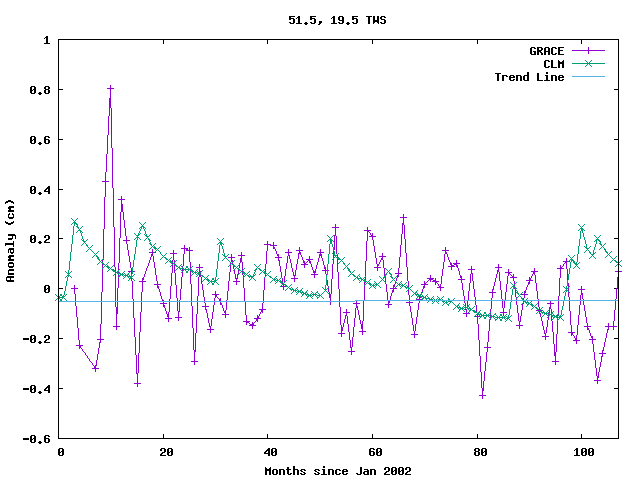 51.5, 19.5 TWS
GRACE
CLM
Trend Line
1
0.8
0.6
0.4
0.2
0
-0.2
-0.4
-0.6
Anomaly (cm)
0 20 40 60 80 100
Months since Jan 2002